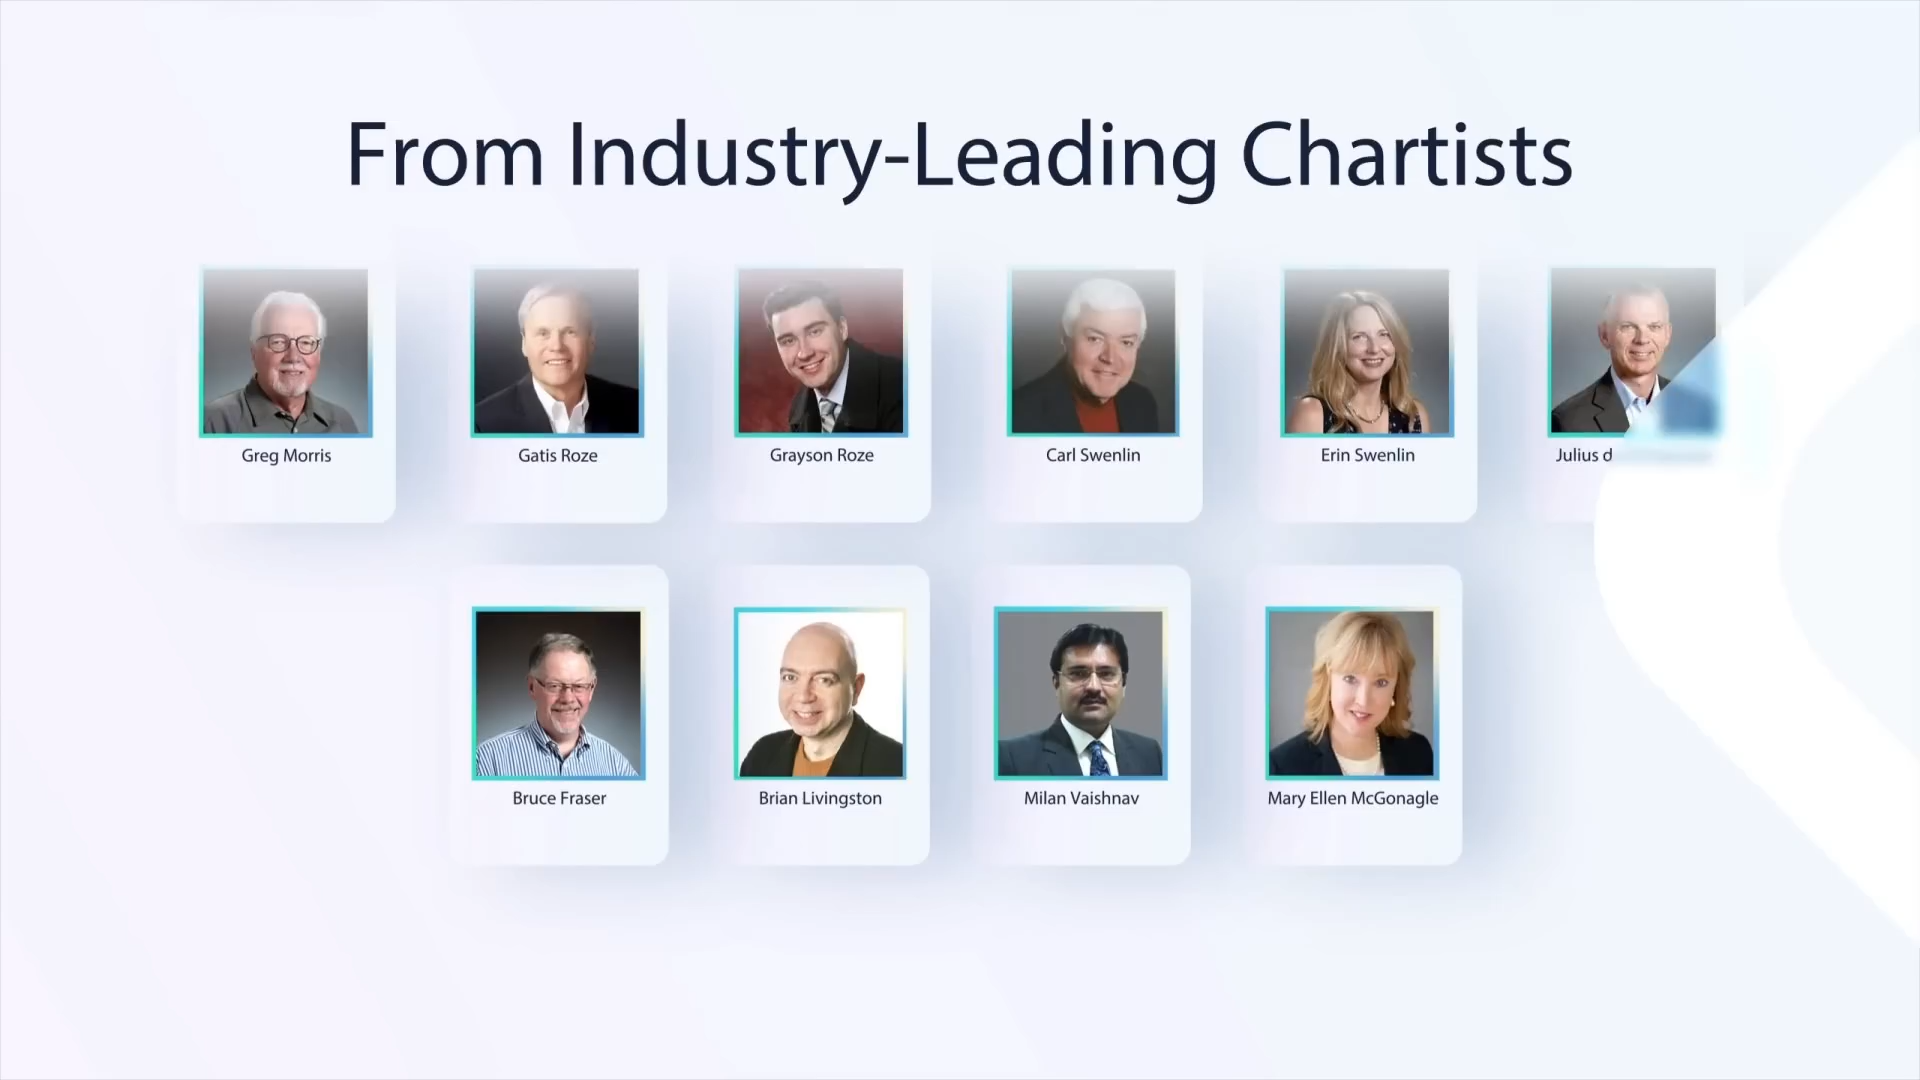 From Industry-Leading Chartists
Greg Morris
Gatis Roze
Grayson Roze
Carl Swenlin
Erin Swenlin
Julius d
Bruce Fraser
Brian Livingston
Milan Vaishnav
Mary Ellen McGonagle